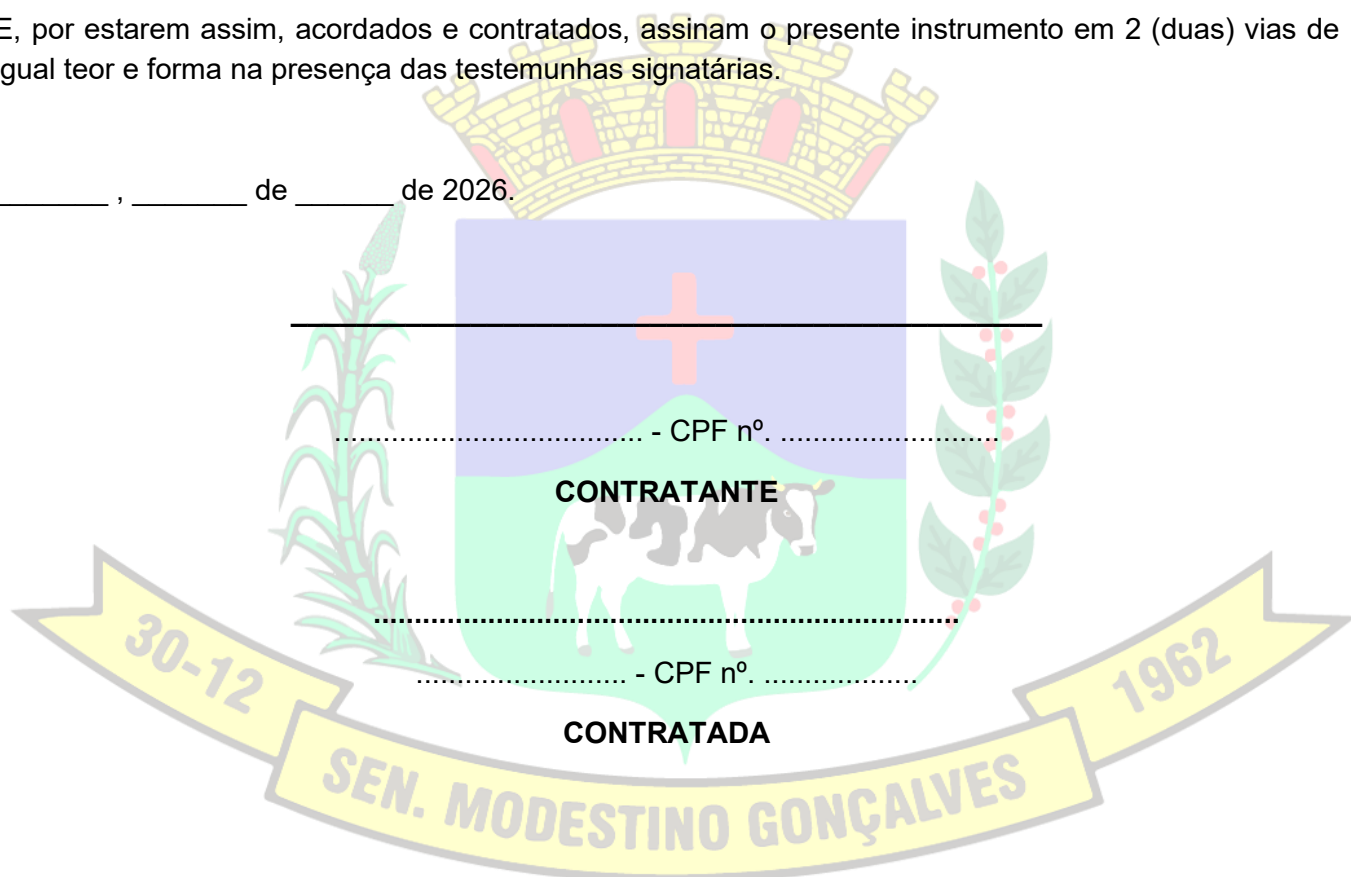 E, por estarem assim, acordados e contratados, assinam o presente instrumento em 2 (duas) vias de
igual teor e forma na presença das testemunhas signatárias.
_______ , _______ de ______ de 2026.
______________________________________________
...................................... - CPF nº. ...........................
CONTRATANTE
........................................................................
.......................... - CPF nº. ...................
CONTRATADA
30-12
SEN. MODESTINO GONÇALVES
1962